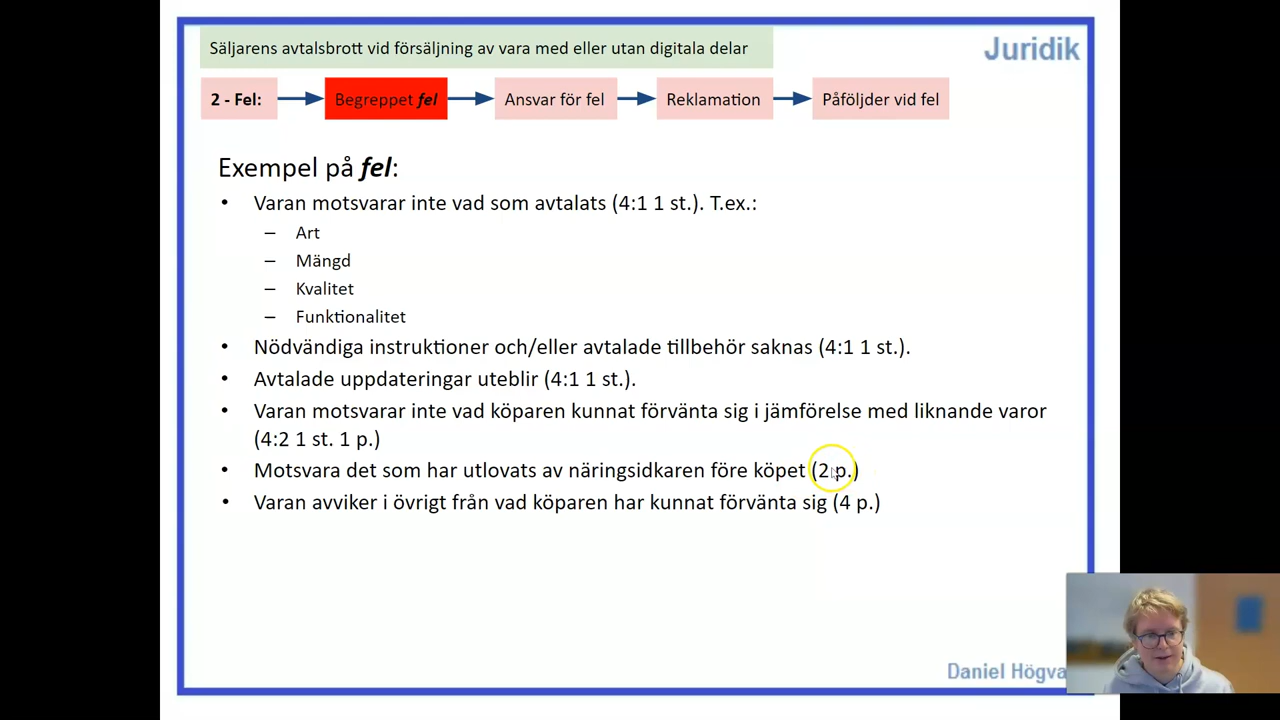 Säljarens avtalsbrott vid försäljning av vara med eller utan digitala delar
Juridik
2 - Fel:
Begreppet fel
Ansvar för fel
Reklamation
Påföljder vid fel
Exempel på fel:
• Varan motsvarar inte vad som avtalats (4:1 1 st.). T.ex.:
– Art
– Mängd
– Kvalitet
– Funktionalitet
• Nödvändiga instruktioner och/eller avtalade tillbehör saknas (4:1 1 st.).
• Avtalade uppdateringar uteblir (4:1 1 st.).
• Varan motsvarar inte vad köparen kunnat förvänta sig i jämförelse med liknande varor
(4:2 1 st. 1 p.)
• Motsvara det som har utlovats av näringsidkaren före köpet (2 p.)
• Varan avviker i övrigt från vad köparen har kunnat förvänta sig (4 p.)
Daniel